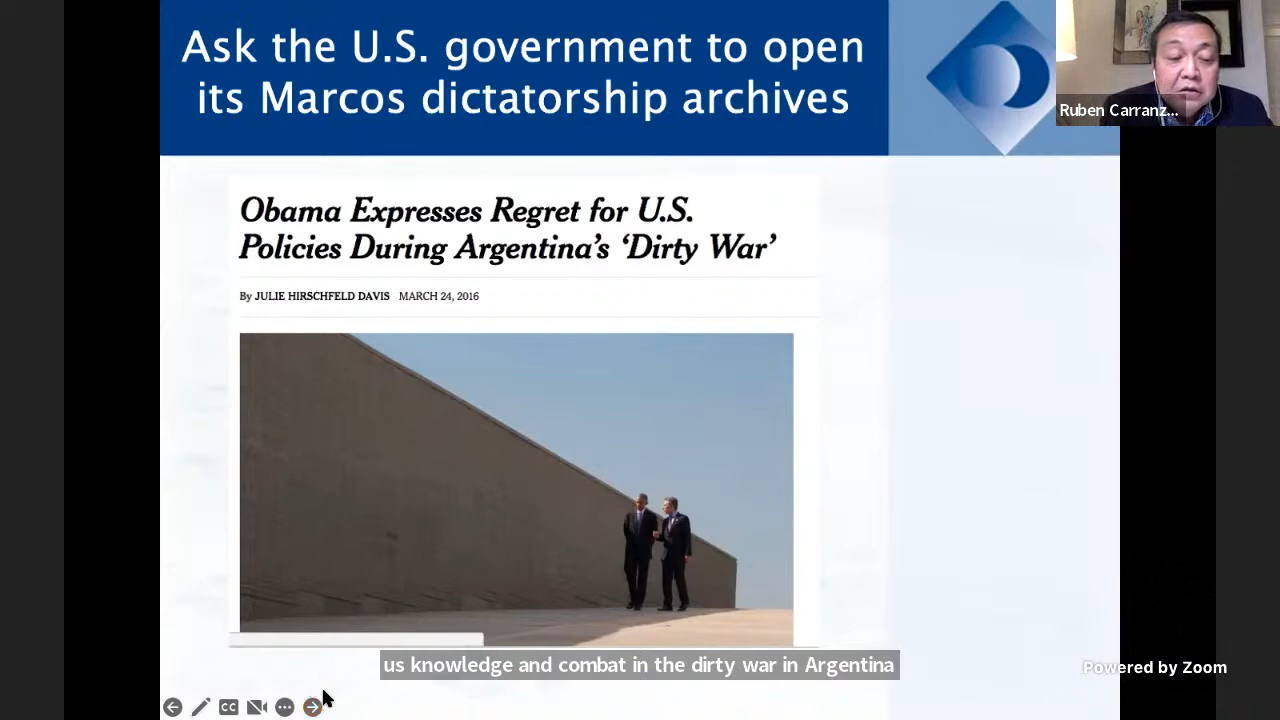 Ask the U.S. government to open
its Marcos dictatorship archives
Ruben Carranz...
Obama Expresses Regret for U.S.
Policies During Argentina's ‘Dirty War’
By JULIE HIRSCHFELD DAVIS MARCH 24, 2016
us knowledge and combat in the dirty war in Argentina
Powered by Zoom
CC